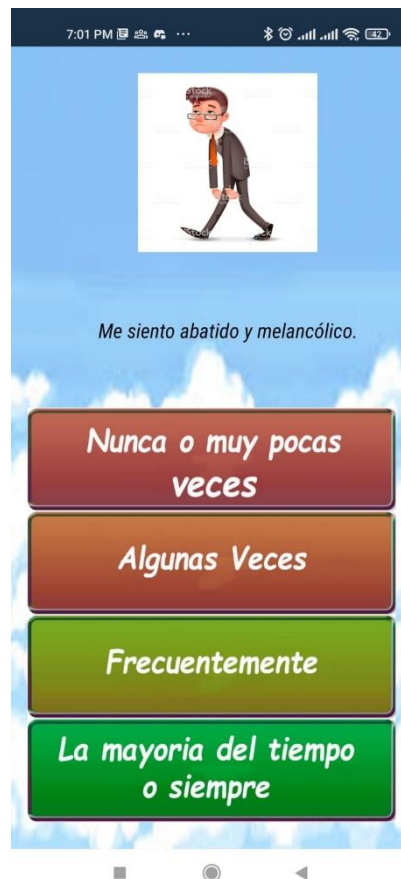 7:01 PM
42
iStock
Me siento abatido y melancólico.
Nunca o muy pocas
veces
Algunas Veces
Frecuentemente
La mayoria del tiempo
o siempre